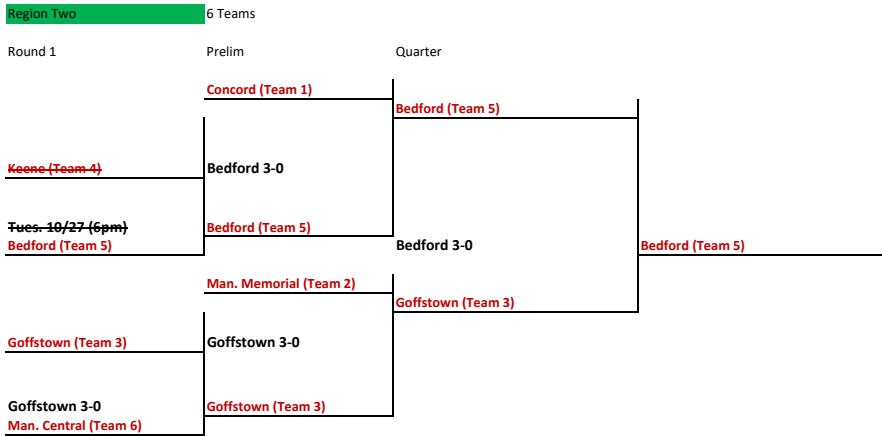 Region Two
6 Teams
Round 1
Prelim
Quarter
Concord (Team 1)
Bedford (Team 5)
Keene (Team 4)
Bedford 3-0
Tues. 10/27 (6pm)
Bedford (Team 5)
Bedford (Team 5)
Bedford 3-0
Bedford (Team 5)
Man. Memorial (Team 2)
Goffstown (Team 3)
Goffstown (Team 3)
Goffstown 3-0
Goffstown 3-0
Man. Central (Team 6)
Goffstown (Team 3)